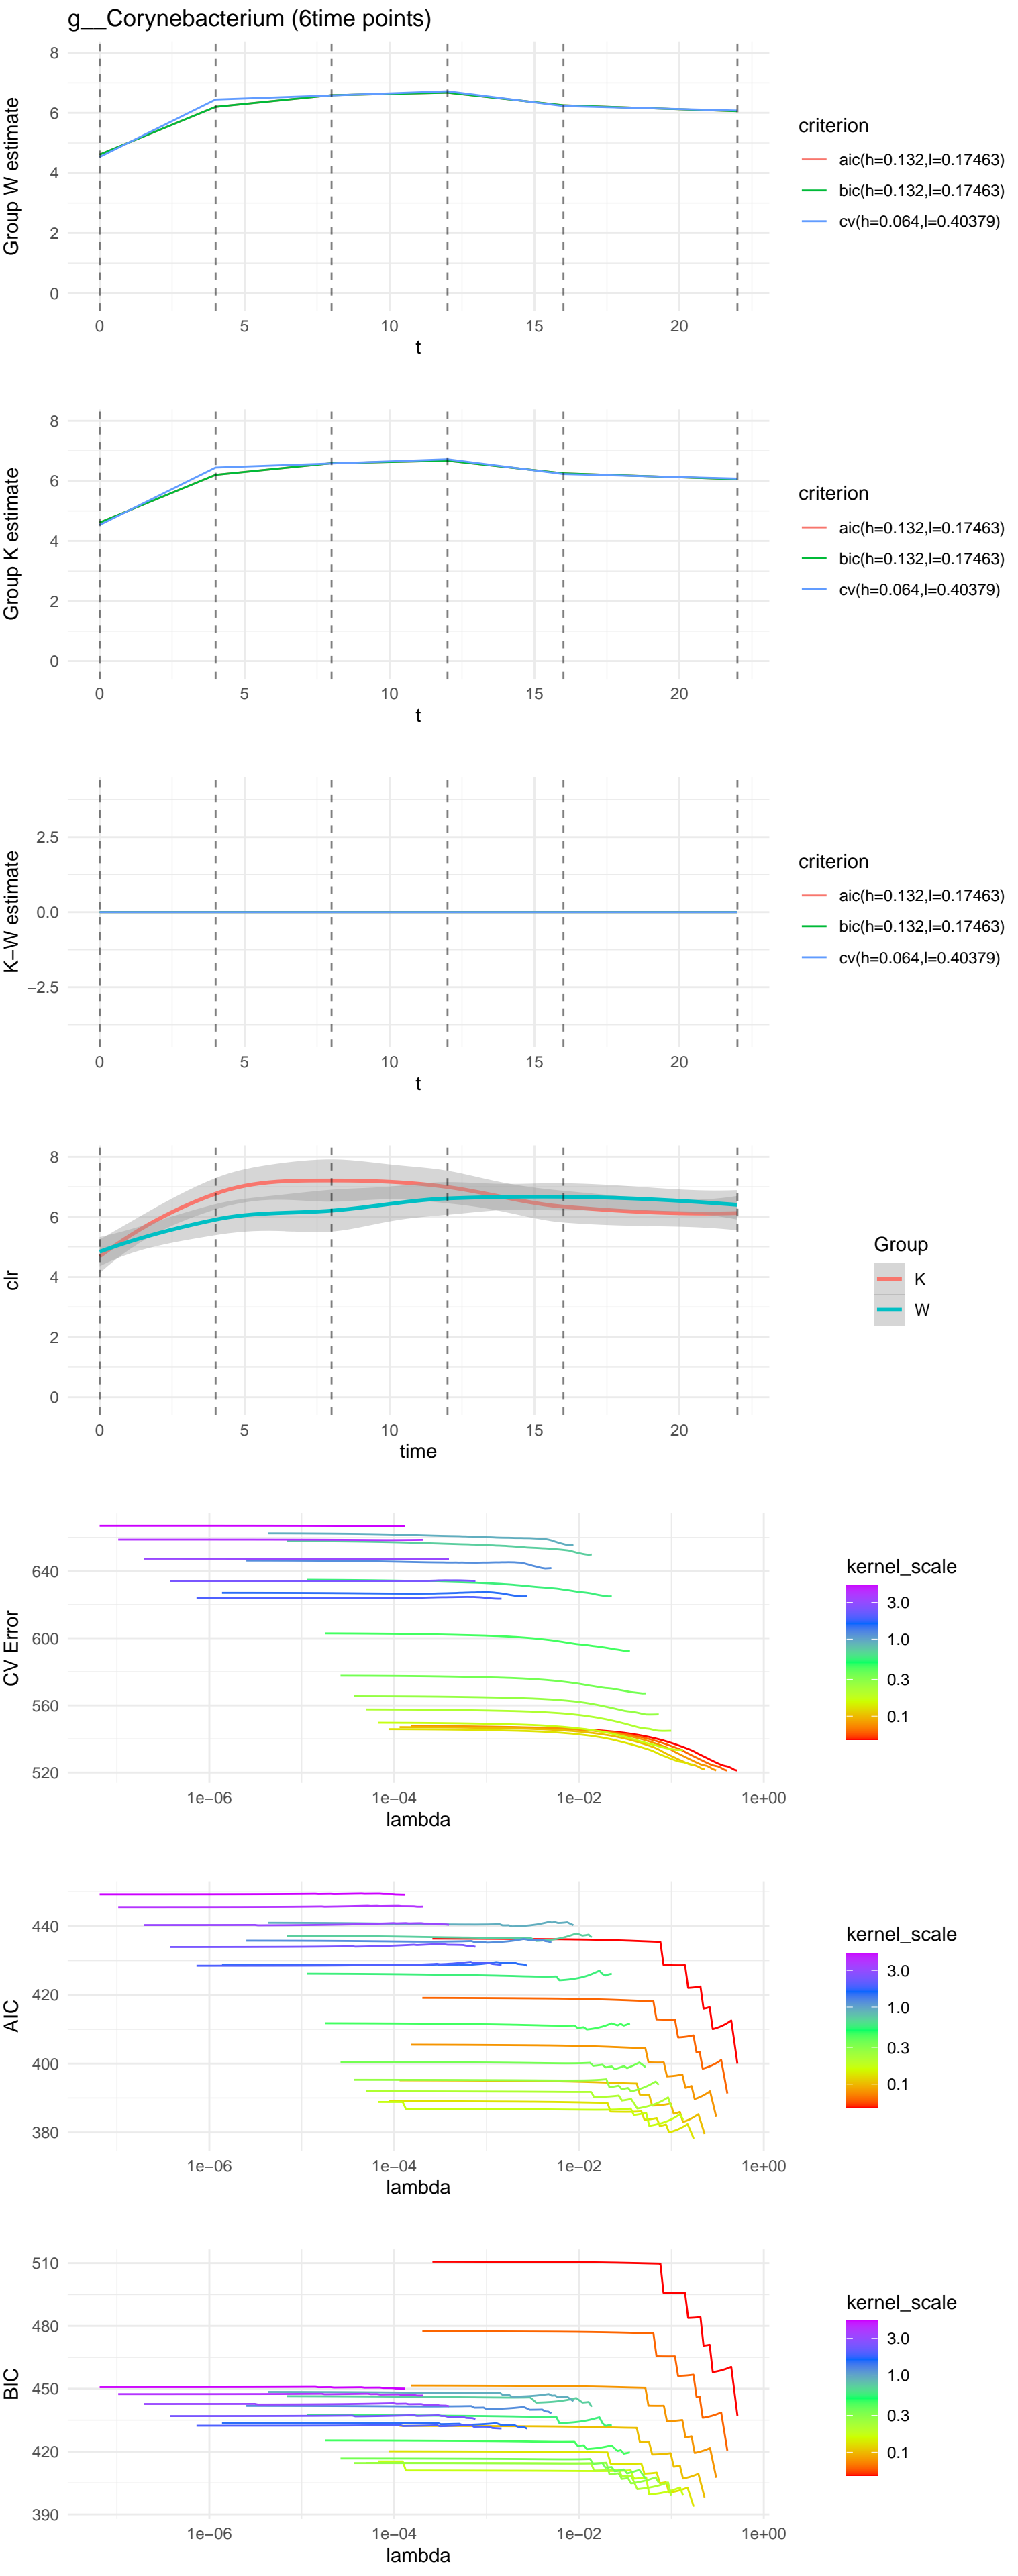 g__Corynebacterium (6time points)
Group W estimate
8
6
4
2
0
0 5 10 15 20
t
criterion
aic(h=0.132,l=0.17463)
bic(h=0.132,l=0.17463)
cv(h=0.064,l=0.40379)
Group K estimate
8
6
4
2
0
0 5 10 15 20
t
criterion
aic(h=0.132,l=0.17463)
bic(h=0.132,l=0.17463)
cv(h=0.064,l=0.40379)
K−W estimate
2.5
0.0
−2.5
0 5 10 15 20
t
criterion
aic(h=0.132,l=0.17463)
bic(h=0.132,l=0.17463)
cv(h=0.064,l=0.40379)
clr
8
6
4
2
0
0 5 10 15 20
time
Group
K
W
CV Error
640
600
560
520
1e−06 1e−04 1e−02 1e+00
lambda
kernel_scale
3.0
1.0
0.3
0.1
AIC
440
420
400
380
1e−06 1e−04 1e−02 1e+00
lambda
kernel_scale
3.0
1.0
0.3
0.1
BIC
510
480
450
420
390
1e−06 1e−04 1e−02 1e+00
lambda
kernel_scale
3.0
1.0
0.3
0.1